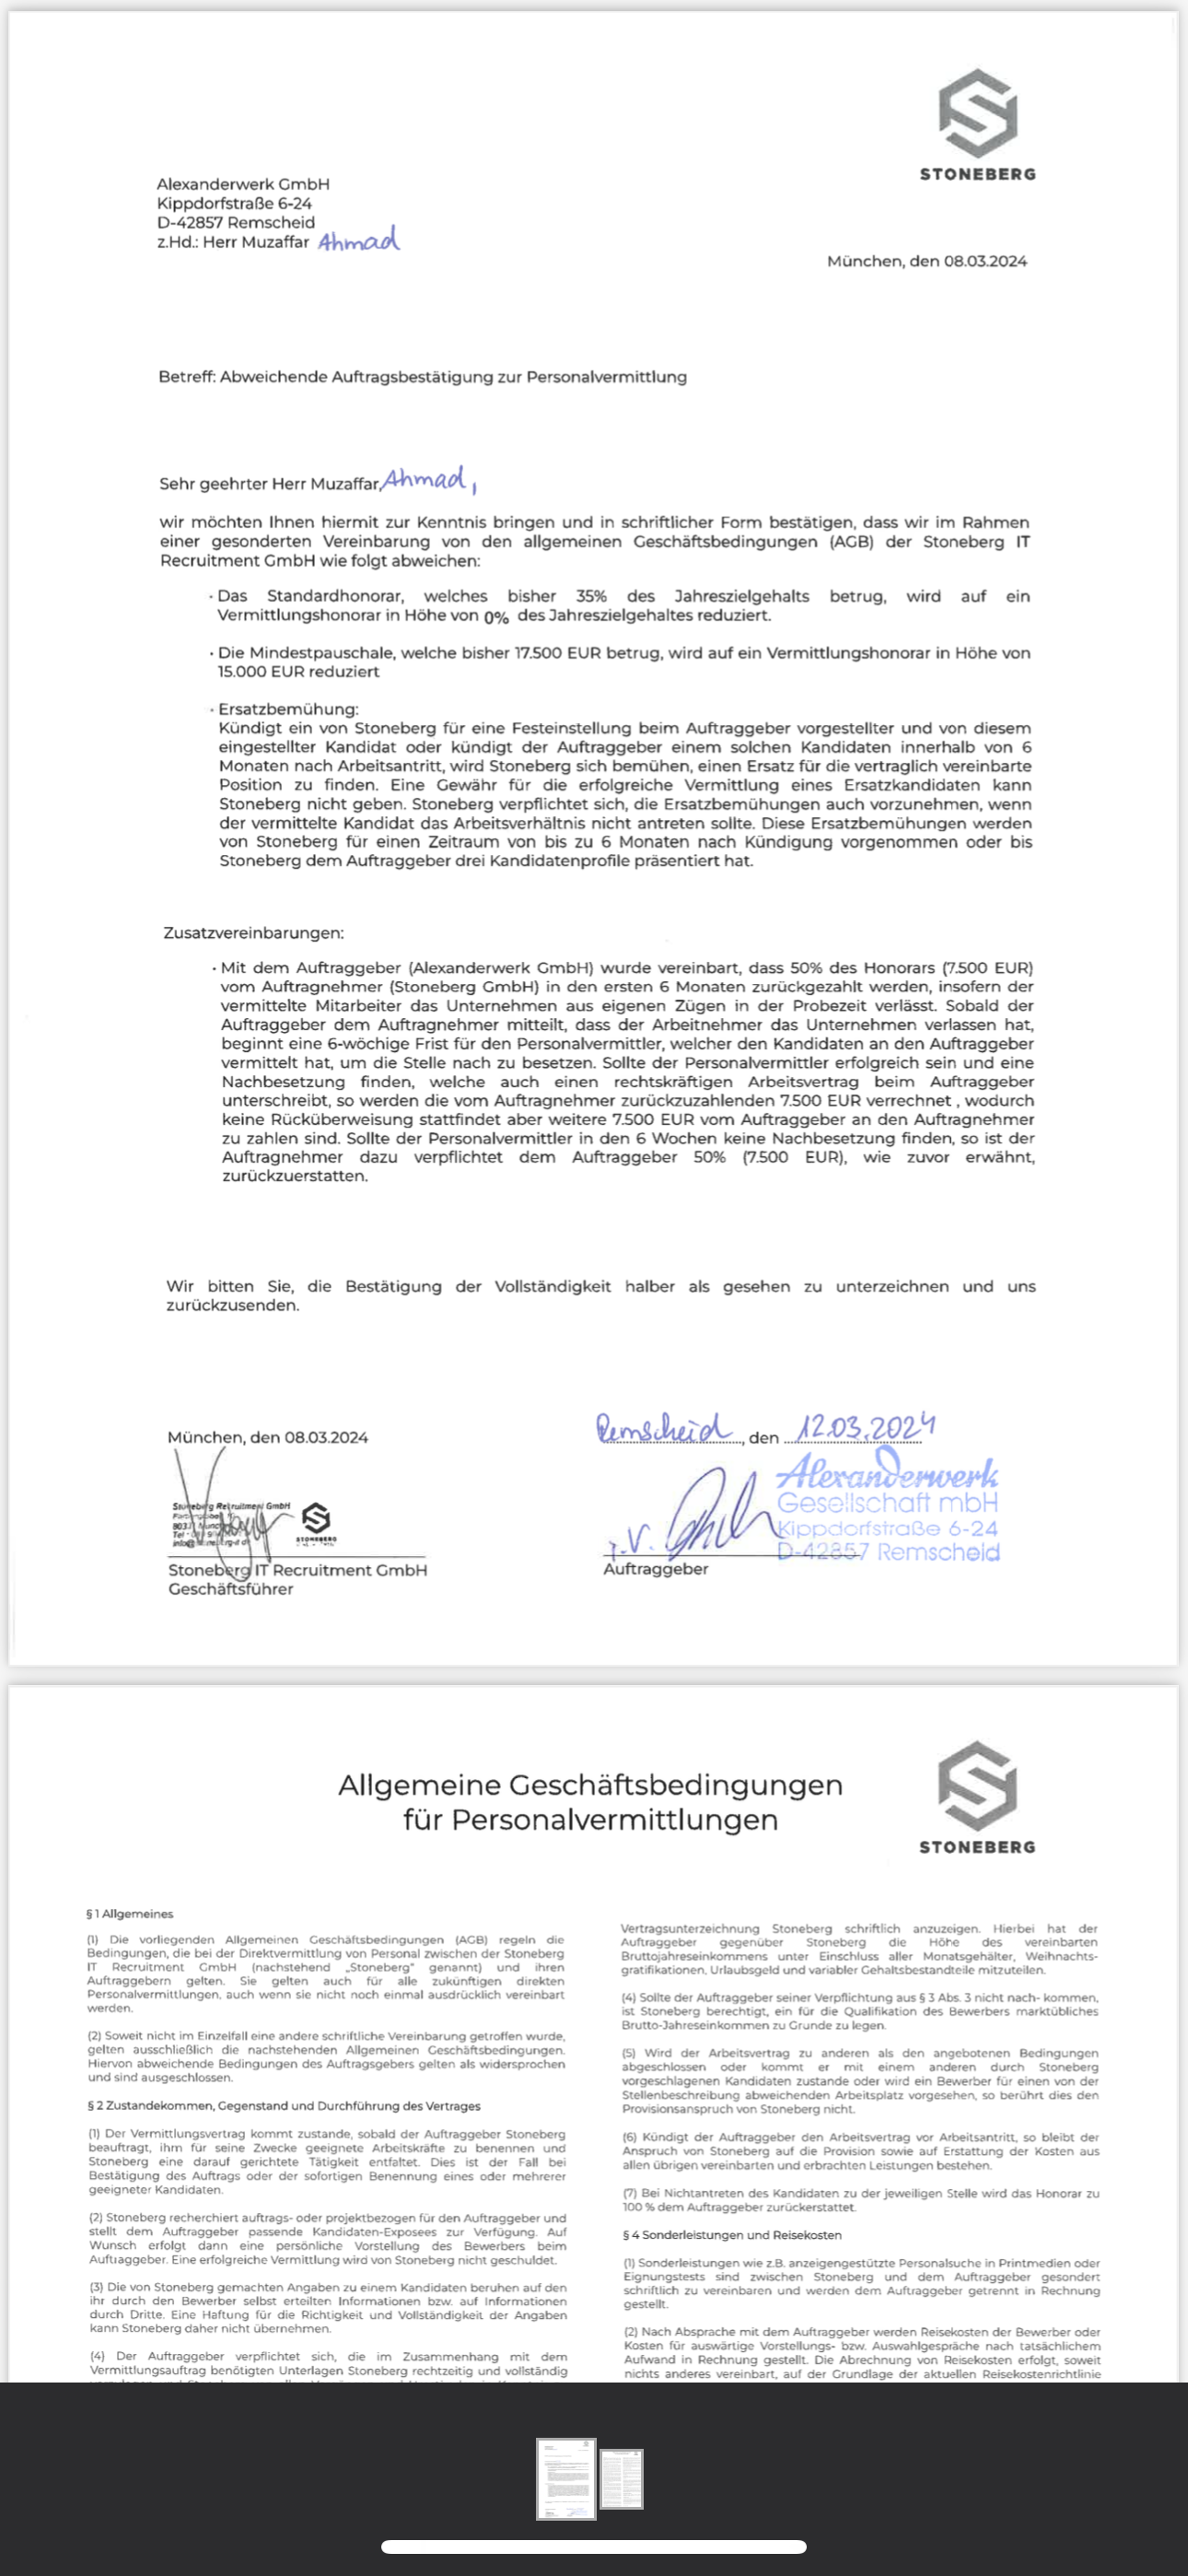 STONEBERG
Alexanderwerk GmbH
Kippdorfstraße 6-24
D-42857 Remscheid
z.Hd.: Herr Muzaffar Ahmad
München, den 08.03.2024
Betreff: Abweichende Auftragsbestätigung zur Personalvermittlung
Sehr geehrter Herr Muzaffar, Ahmad,
wir möchten Ihnen hiermit zur Kenntnis bringen und in schriftlicher Form bestätigen, dass wir im Rahmen
einer gesonderten Vereinbarung von den allgemeinen Geschäftsbedingungen (AGB) der Stoneberg IT
Recruitment GmbH wie folgt abweichen:
· Das Standardhonorar, welches bisher 35% des Jahreszielgehalts betrug, wird auf ein
Vermittlungshonorar in Höhe von 0% des Jahreszielgehaltes reduziert.
· Die Mindestpauschale, welche bisher 17.500 EUR betrug, wird auf ein Vermittlungshonorar in Höhe von
15.000 EUR reduziert
· Ersatzbemühung:
Kündigt ein von Stoneberg für eine Festeinstellung beim Auftraggeber vorgestellter und von diesem
eingestellter Kandidat oder kündigt der Auftraggeber einem solchen Kandidaten innerhalb von 6
Monaten nach Arbeitsantritt, wird Stoneberg sich bemühen, einen Ersatz für die vertraglich vereinbarte
Position zu finden. Eine Gewähr für die erfolgreiche Vermittlung eines Ersatzkandidaten kann
Stoneberg nicht geben. Stoneberg verpflichtet sich, die Ersatzbemühungen auch vorzunehmen, wenn
der vermittelte Kandidat das Arbeitsverhältnis nicht antreten sollte. Diese Ersatzbemühungen werden
von Stoneberg für einen Zeitraum von bis zu 6 Monaten nach Kündigung vorgenommen oder bis
Stoneberg dem Auftraggeber drei Kandidatenprofile präsentiert hat.
Zusatzvereinbarungen:
· Mit dem Auftraggeber (Alexanderwerk GmbH) wurde vereinbart, dass 50% des Honorars (7.500 EUR)
vom Auftragnehmer (Stoneberg GmbH) in den ersten 6 Monaten zurückgezahlt werden, insofern der
vermittelte Mitarbeiter das Unternehmen aus eigenen Zügen in der Probezeit verlässt. Sobald der
Auftraggeber dem Auftragnehmer mitteilt, dass der Arbeitnehmer das Unternehmen verlassen hat,
beginnt eine 6-wöchige Frist für den Personalvermittler, welcher den Kandidaten an den Auftraggeber
vermittelt hat, um die Stelle nach zu besetzen. Sollte der Personalvermittler erfolgreich sein und eine
Nachbesetzung finden, welche auch einen rechtskräftigen Arbeitsvertrag beim Auftraggeber
unterschreibt, so werden die vom Auftragnehmer zurückzuzahlenden 7.500 EUR verrechnet , wodurch
keine Rücküberweisung stattfindet aber weitere 7.500 EUR vom Auftraggeber an den Auftragnehmer
zu zahlen sind. Sollte der Personalvermittler in den 6 Wochen keine Nachbesetzung finden, so ist der
Auftragnehmer dazu verpflichtet dem Auftraggeber 50% (7.500 EUR), wie zuvor erwähnt,
zurückzuerstatten.
Wir bitten Sie, die Bestätigung der Vollständigkeit halber als gesehen zu unterzeichnen und uns
zurückzusenden.
München, den 08.03.2024
Remscheid, den 12.03.2024
Stoneberg Recruitment GmbH
STONEBERG
Stoneberg IT Recruitment GmbH
Geschäftsführer
Alexanderwerk
Gesellschaft mbH
Kippdorfstraße 6-24
D-42857 Remscheid
i.V.
Auftraggeber
Allgemeine Geschäftsbedingungen
für Personalvermittlungen
STONEBERG
§ 1 Allgemeines
(1) Die vorliegenden Allgemeinen Geschäftsbedingungen (AGB) regeln die
Bedingungen, die bei der Direktvermittlung von Personal zwischen der Stoneberg
IT Recruitment GmbH (nachstehend „Stoneberg" genannt) und ihren
Auftraggebern gelten. Sie gelten auch für alle zukünftigen direkten
Personalvermittlungen, auch wenn sie nicht noch einmal ausdrücklich vereinbart
werden.
(2) Soweit nicht im Einzelfall eine andere schriftliche Vereinbarung getroffen wurde,
gelten ausschließlich die nachstehenden Allgemeinen Geschäftsbedingungen.
Hiervon abweichende Bedingungen des Auftragsgebers gelten als widersprochen
und sind ausgeschlossen.
§ 2 Zustandekommen, Gegenstand und Durchführung des Vertrages
(1) Der Vermittlungsvertrag kommt zustande, sobald der Auftraggeber Stoneberg
beauftragt, ihm für seine Zwecke geeignete Arbeitskräfte zu benennen und
Stoneberg eine darauf gerichtete Tätigkeit entfaltet. Dies ist der Fall bei
Bestätigung des Auftrags oder der sofortigen Benennung eines oder mehrerer
geeigneter Kandidaten.
(2) Stoneberg recherchiert auftrags- oder projektbezogen für den Auftraggeber und
stellt dem Auftraggeber passende Kandidaten-Exposees zur Verfügung. Auf
Wunsch erfolgt dann eine persönliche Vorstellung des Bewerbers beim
Auftraggeber. Eine erfolgreiche Vermittlung wird von Stoneberg nicht geschuldet.
(3) Die von Stoneberg gemachten Angaben zu einem Kandidaten beruhen auf den
ihr durch den Bewerber selbst erteilten Informationen bzw. auf Informationen
durch Dritte. Eine Haftung für die Richtigkeit und Vollständigkeit der Angaben
kann Stoneberg daher nicht übernehmen.
(4) Der Auftraggeber verpflichtet sich, die im Zusammenhang mit dem
Vermittlungsauftrag benötigten Unterlagen Stoneberg rechtzeitig und vollständig
Vertragsunterzeichnung Stoneberg schriftlich anzuzeigen. Hierbei hat der
Auftraggeber gegenüber Stoneberg die Höhe des vereinbarten
Bruttojahreseinkommens unter Einschluss aller Monatsgehälter, Weihnachts-
gratifikationen, Urlaubsgeld und variabler Gehaltsbestandteile mitzuteilen.
(4) Sollte der Auftraggeber seiner Verpflichtung aus § 3 Abs. 3 nicht nach- kommen,
ist Stoneberg berechtigt, ein für die Qualifikation des Bewerbers marktübliches
Brutto-Jahreseinkommen zu Grunde zu legen.
(5) Wird der Arbeitsvertrag zu anderen als den angebotenen Bedingungen
abgeschlossen oder kommt er mit einem anderen durch Stoneberg
vorgeschlagenen Kandidaten zustande oder wird ein Bewerber für einen von der
Stellenbeschreibung abweichenden Arbeitsplatz vorgesehen, so berührt dies den
Provisionsanspruch von Stoneberg nicht.
(6) Kündigt der Auftraggeber den Arbeitsvertrag vor Arbeitsantritt, so bleibt der
Anspruch von Stoneberg auf die Provision sowie auf Erstattung der Kosten aus
allen übrigen vereinbarten und erbrachten Leistungen bestehen.
(7) Bei Nichtantreten des Kandidaten zu der jeweiligen Stelle wird das Honorar zu
100 % dem Auftraggeber zurückerstattet.
§ 4 Sonderleistungen und Reisekosten
(1) Sonderleistungen wie z.B. anzeigengestützte Personalsuche in Printmedien oder
Eignungstests sind zwischen Stoneberg und dem Auftraggeber gesondert
schriftlich zu vereinbaren und werden dem Auftraggeber getrennt in Rechnung
gestellt.
(2) Nach Absprache mit dem Auftraggeber werden Reisekosten der Bewerber oder
Kosten für auswärtige Vorstellungs- bzw. Auswahlgespräche nach tatsächlichem
Aufwand in Rechnung gestellt. Die Abrechnung von Reisekosten erfolgt, soweit
nichts anderes vereinbart, auf der Grundlage der aktuellen Reisekostenrichtlinie